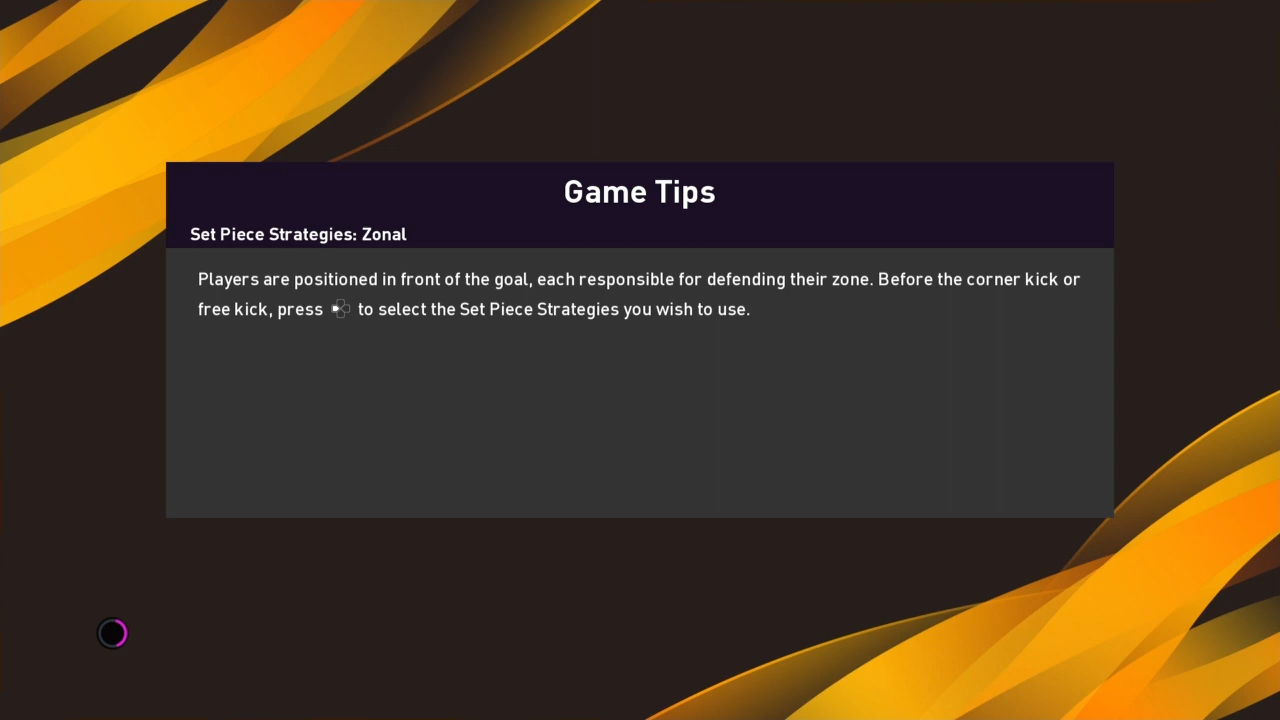 Game Tips
Set Piece Strategies: Zonal
Players are positioned in front of the goal, each responsible for defending their zone. Before the corner kick or
free kick, press to select the Set Piece Strategies you wish to use.